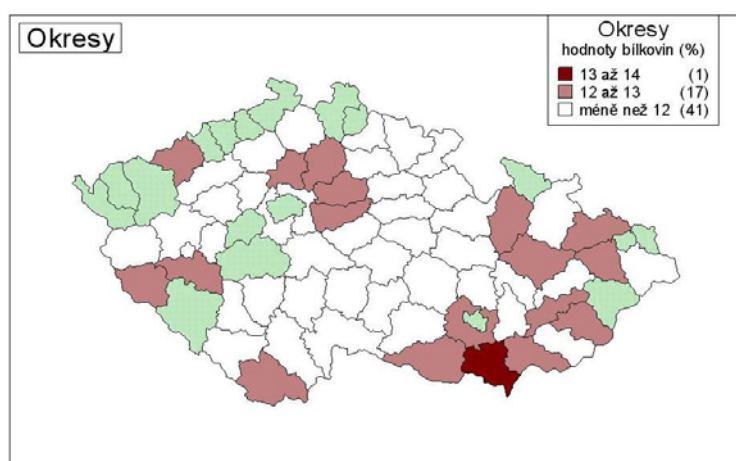 Okresy
Okresy
hodnoty bílkovin (%)
13 až 14 (1)
12 až 13 (17)
méně než 12 (41)